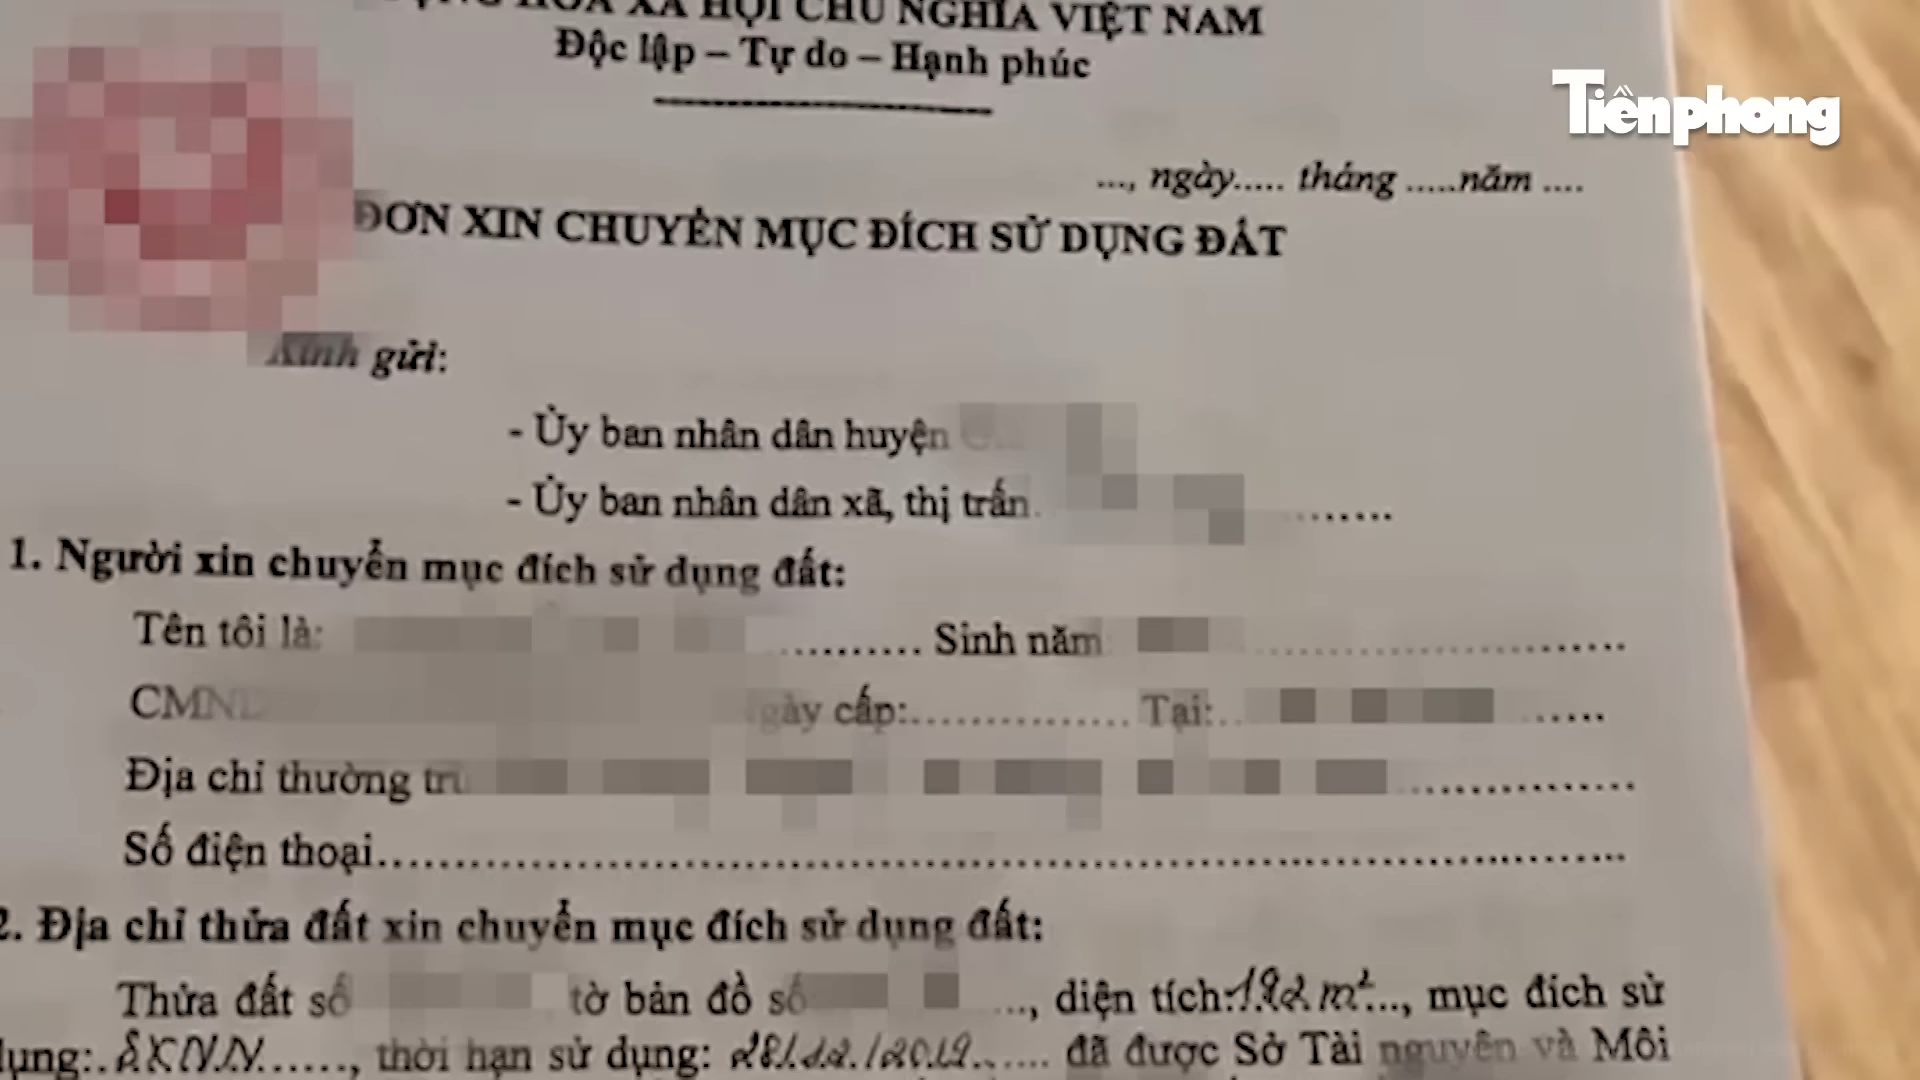 HÒA XÃ HỘI CHỦ NGHĨA VIỆT NAM
Độc lập – Tự do – Hạnh phúc
Tiềnphong
..., ngày..... tháng .....năm ....
ĐƠN XIN CHUYỂN MỤC ĐÍCH SỬ DỤNG ĐẤT
Kính gửi:
- Ủy ban nhân dân huyện
- Ủy ban nhân dân xã, thị trấn. ........
1. Người xin chuyển mục đích sử dụng đất:
Tên tôi là: ........... Sinh năm ..............................
CMND gày cấp:................ Tại:.. ......
Địa chỉ thường trú ................
Số điện thoại..........................................................................
2. Địa chỉ thửa đất xin chuyển mục đích sử dụng đất:
Thửa đất số tờ bản đồ số ..., diện tích: m²..., mục đích sử
dụng:.SXNN......, thời hạn sử dụng: ...... đã được Sở Tài nguyên và Môi